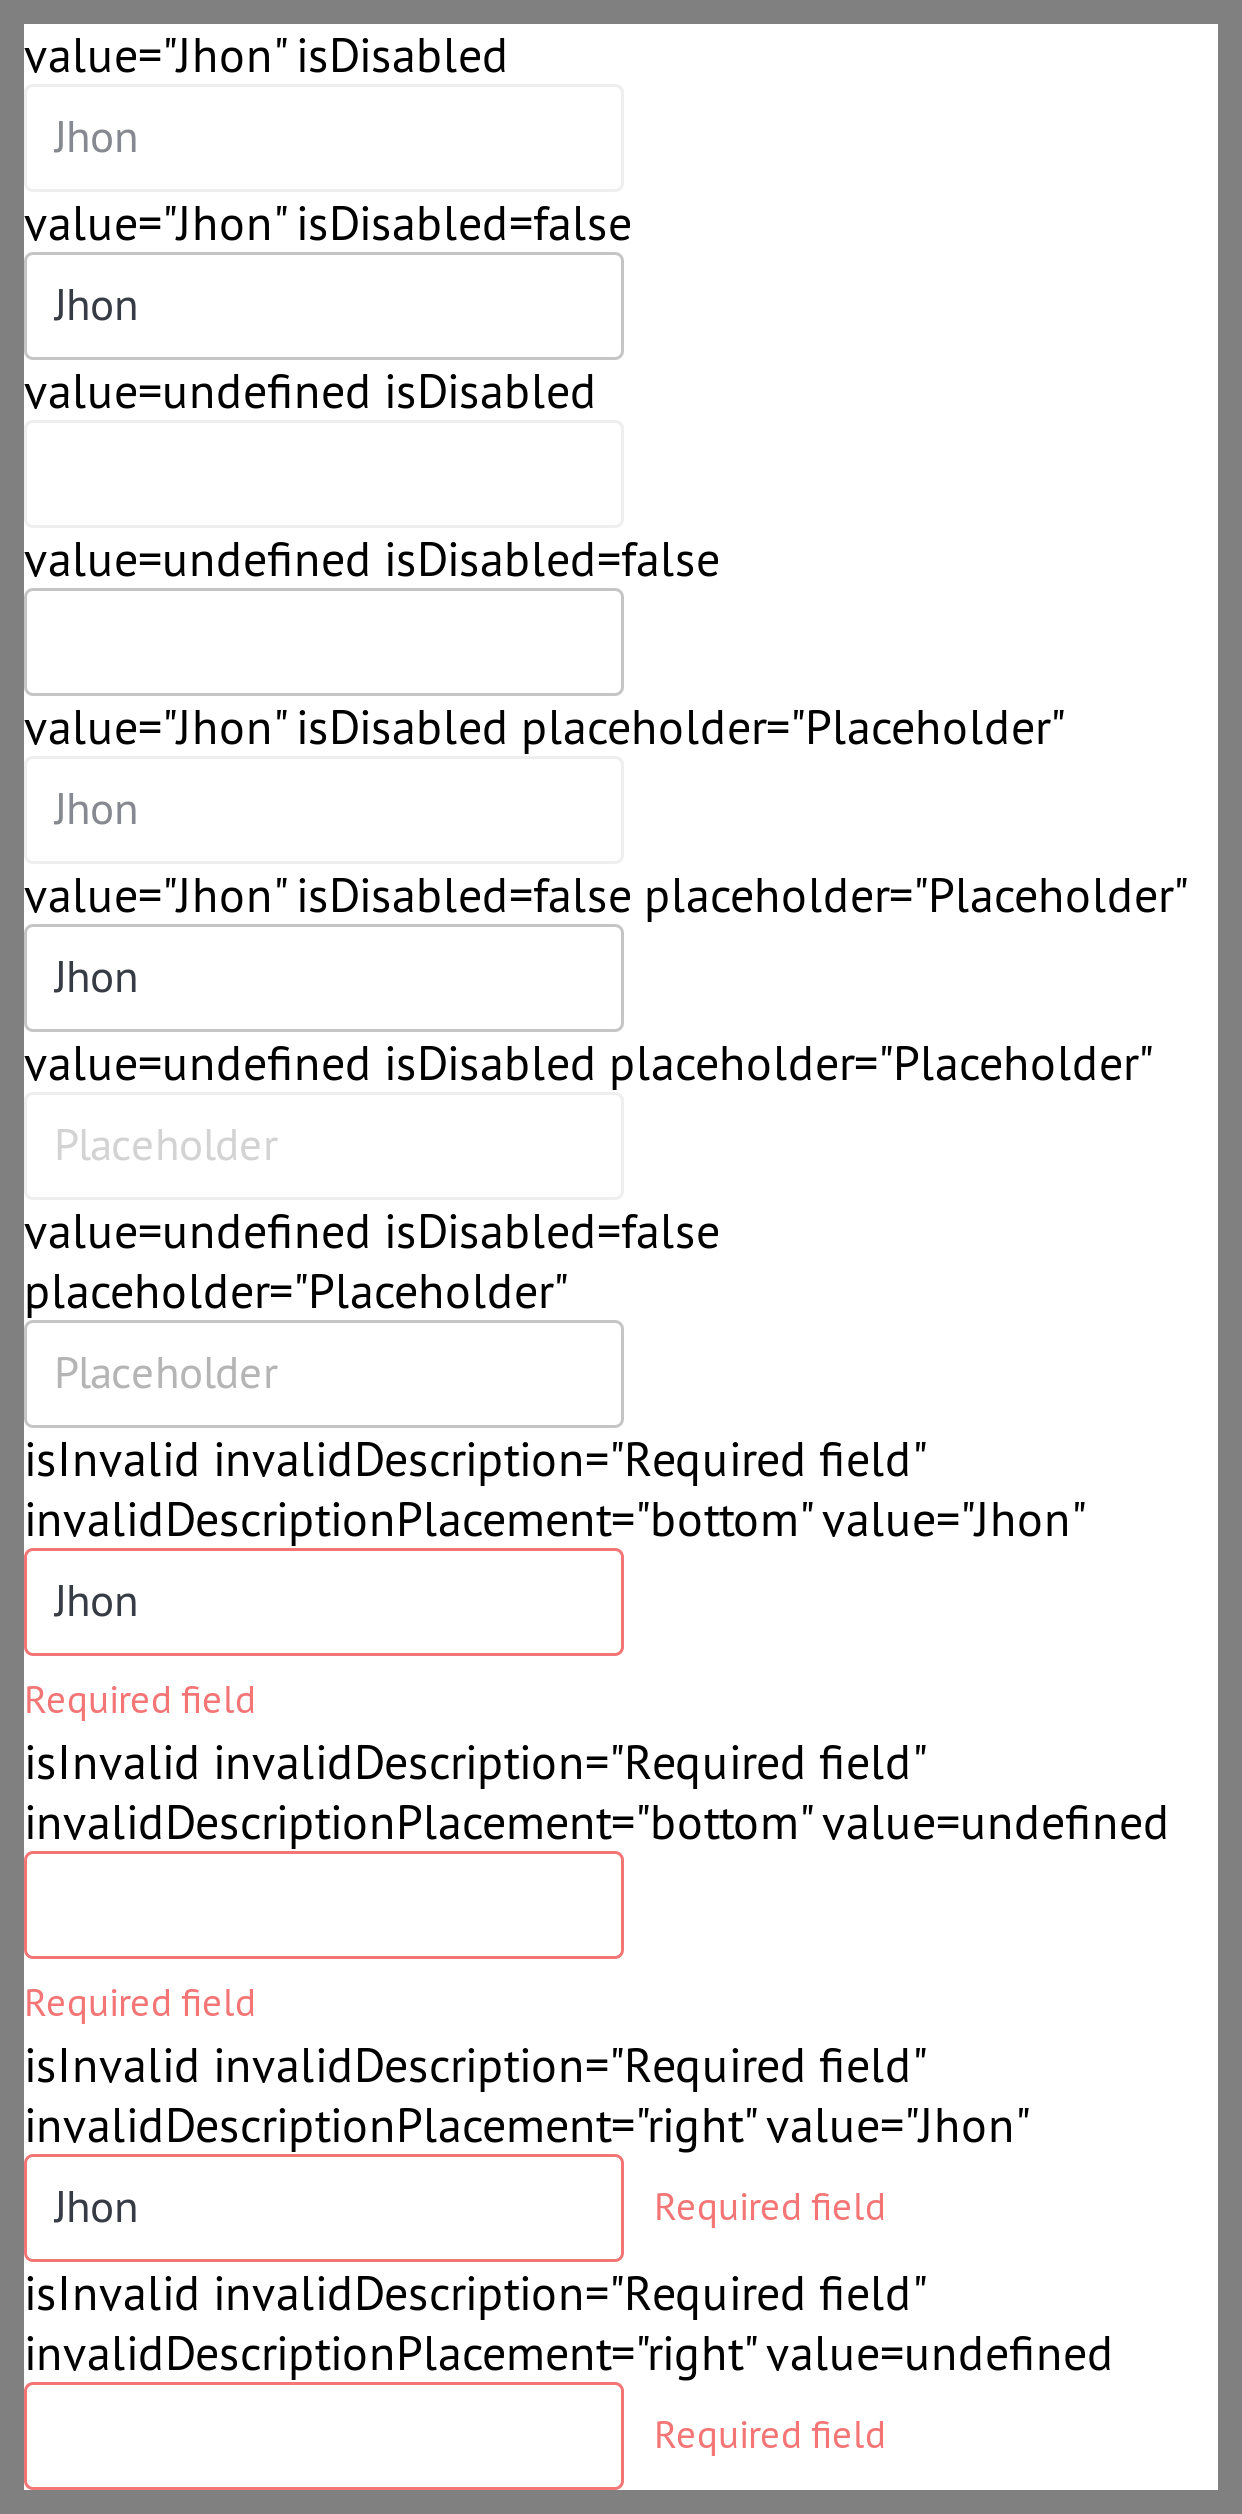 value="Jhon" isDisabled
Jhon
value="Jhon" isDisabled=false
Jhon
value=undefined isDisabled
value=undefined isDisabled=false
value="Jhon" isDisabled placeholder="Placeholder"
Jhon
value="Jhon" isDisabled=false placeholder="Placeholder"
Jhon
value=undefined isDisabled placeholder="Placeholder"
Placeholder
value=undefined isDisabled=false
placeholder="Placeholder"
Placeholder
isInvalid invalidDescription="Required field"
invalidDescriptionPlacement="bottom" value="Jhon"
Jhon
Required field
isInvalid invalidDescription="Required field"
invalidDescriptionPlacement="bottom" value=undefined
Required field
isInvalid invalidDescription="Required field"
invalidDescriptionPlacement="right" value="Jhon"
Jhon Required field
isInvalid invalidDescription="Required field"
invalidDescriptionPlacement="right" value=undefined
Required field